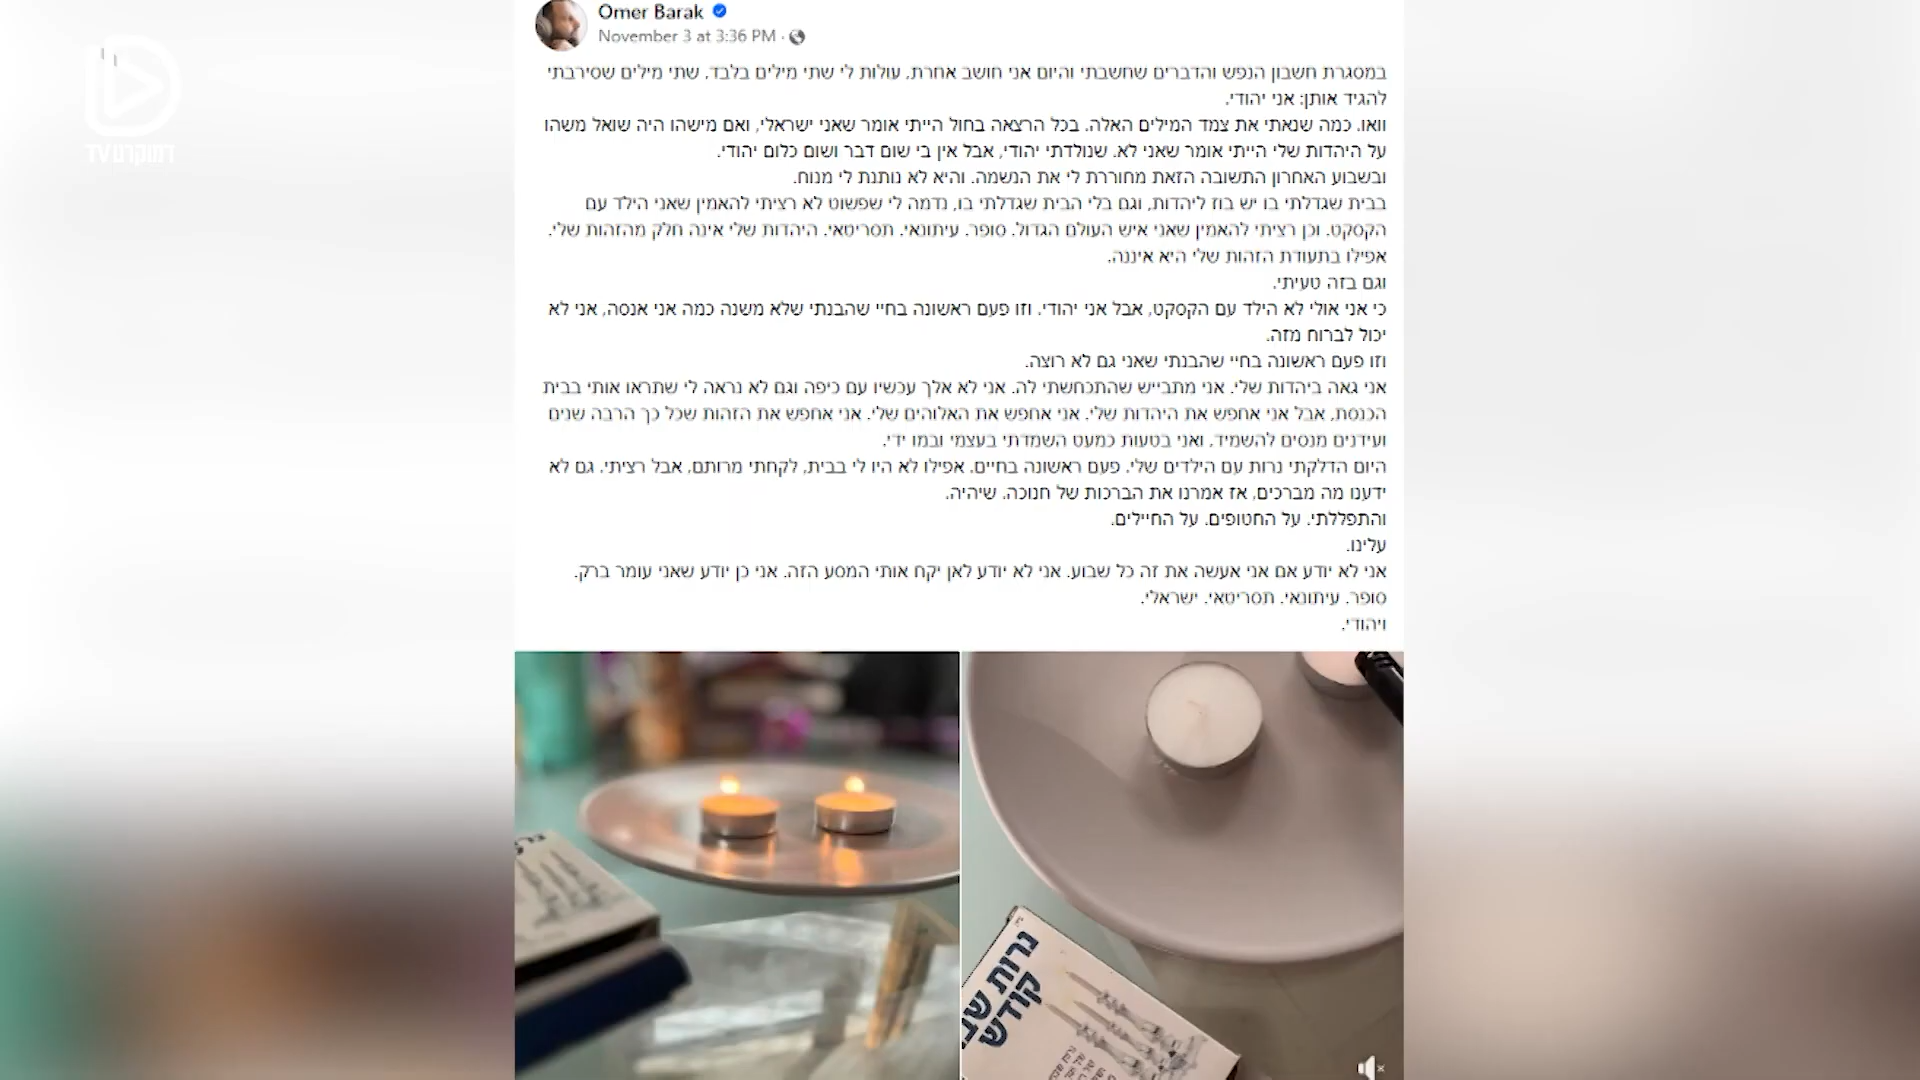 דמוקרט TV
Omer Barak
November 3 at 3:36 PM ·
במסגרת חשבון הנפש והדברים שחשבתי והיום אני חושב אחרת, עולות לי שתי מילים בלבד. שתי מילים שסירבתי
להגיד אותן: אני יהודי.
וואו. כמה שנאתי את צמד המילים האלה. בכל הרצאה בחול הייתי אומר שאני ישראלי, ואם מישהו היה שואל משהו
על היהדות שלי הייתי אומר שאני לא. שנולדתי יהודי, אבל אין בי שום דבר ושום כלום יהודי.
ובשבוע האחרון התשובה הזאת מחוררת לי את הנשמה. והיא לא נותנת לי מנוח.
בבית שגדלתי בו יש בוז ליהדות, וגם בלי הבית שגדלתי בו, נדמה לי שפשוט לא רציתי להאמין שאני הילד עם
הקסקט. וכן רציתי להאמין שאני איש העולם הגדול. סופר. עיתונאי. תסריטאי. היהדות שלי אינה חלק מהזהות שלי.
אפילו בתעודת הזהות שלי היא איננה.
וגם בזה טעיתי.
כי אני אולי לא הילד עם הקסקט, אבל אני יהודי. וזו פעם ראשונה בחיי שהבנתי שלא משנה כמה אני אנסה, אני לא
יכול לברוח מזה.
וזו פעם ראשונה בחיי שהבנתי שאני גם לא רוצה.
אני גאה ביהדות שלי. אני מתבייש שהתכחשתי לה. אני לא אלך עכשיו עם כיפה וגם לא נראה לי שתראו אותי בבית
הכנסת, אבל אני אחפש את היהדות שלי. אני אחפש את האלוהים שלי. אני אחפש את הזהות שכל כך הרבה שנים
ועידנים מנסים להשמיד, ואני בטעות כמעט השמדתי בעצמי ובמו ידי.
היום הדלקתי נרות עם הילדים שלי. פעם ראשונה בחיים. אפילו לא היו לי בבית, לקחתי מרותם, אבל רציתי. גם לא
ידענו מה מברכים, אז אמרנו את הברכות של חנוכה. שיהיה.
והתפללתי. על החטופים. על החיילים.
עלינו.
אני לא יודע אם אני אעשה את זה כל שבוע. אני לא יודע לאן יקח אותי המסע הזה. אני כן יודע שאני עומר ברק.
סופר. עיתונאי. תסריטאי. ישראלי.
ויהודי.
נרות
קודש